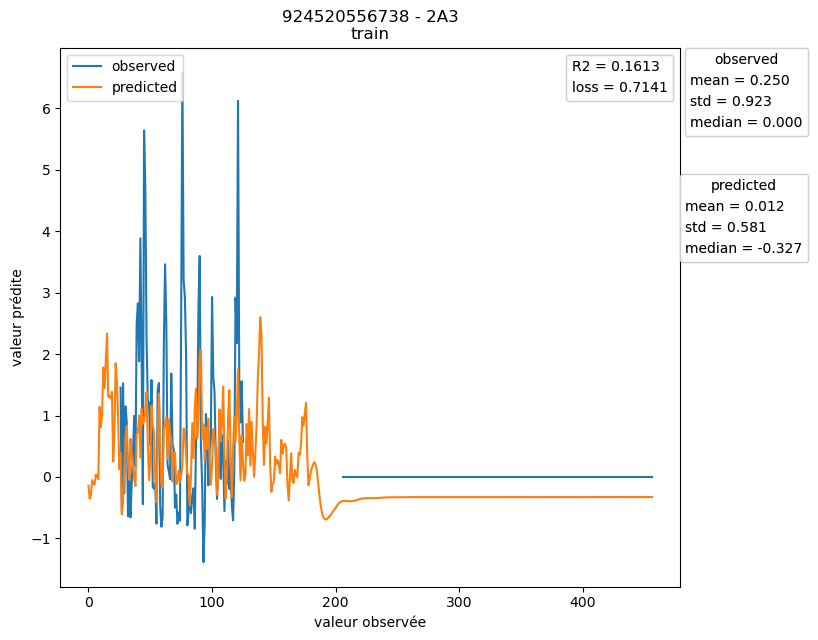 924520556738 - 2A3
train
observed
predicted
R2 = 0.1613
loss = 0.7141
observed
mean = 0.250
std = 0.923
median = 0.000
predicted
mean = 0.012
std = 0.581
median = -0.327
valeur prédite
6
5
4
3
2
1
0
−1
0
100
200
300
400
valeur observée